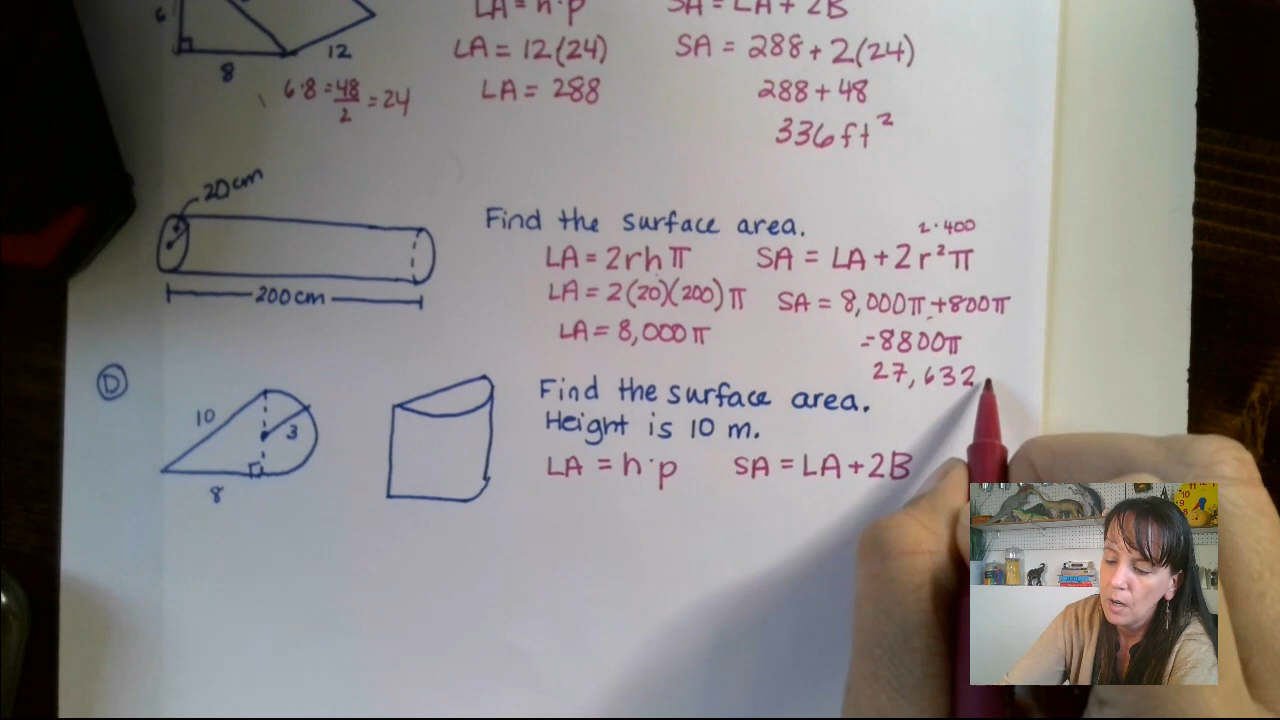 LA = h·p SA = LA + 2B
6
8
12
6·8 = 48/2 = 24
LA = 12(24) SA = 288 + 2(24)
LA = 288 288 + 48
336 ft²
20cm
200cm
Find the surface area.
2·400
LA = 2rhπ SA = LA + 2r²π
LA = 2(20)(200)π SA = 8,000π + 800π
LA = 8,000π = 8800π
27,632
D
10
3
8
Find the surface area.
Height is 10 m.
LA = h·p SA = LA + 2B